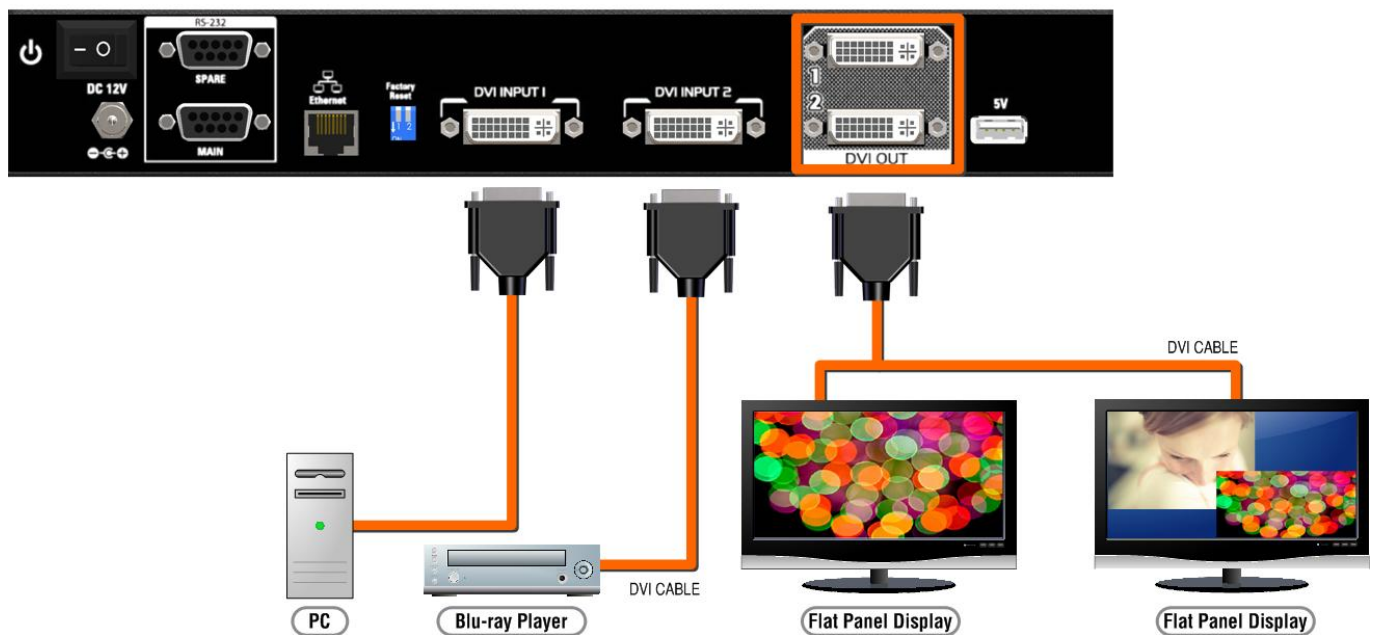 RS-232
– O
SPARE
DC 12V
MAIN
Ethernet
Factory
Reset
1 2
ON
DVI INPUT 1
DVI INPUT 2
1
2
DVI OUT
5V
DVI CABLE
DVI CABLE
PC
Blu-ray Player
Flat Panel Display
Flat Panel Display